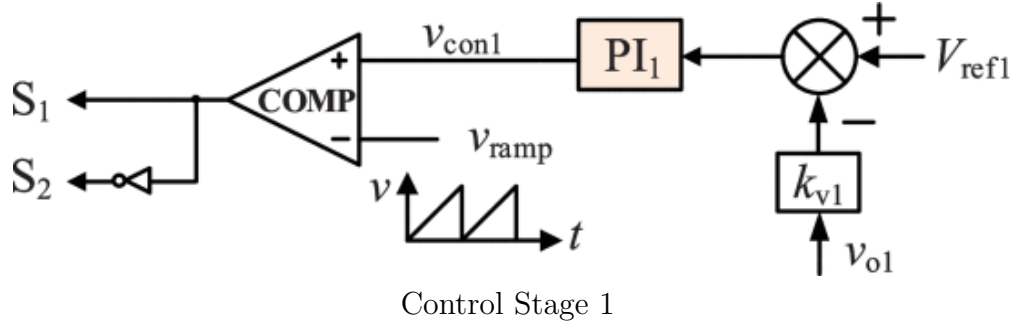 v_con1
PI_1
+
V_ref1
+
S_1
COMP
−
v_ramp
−
S_2
k_v1
v
t
v_o1
Control Stage 1